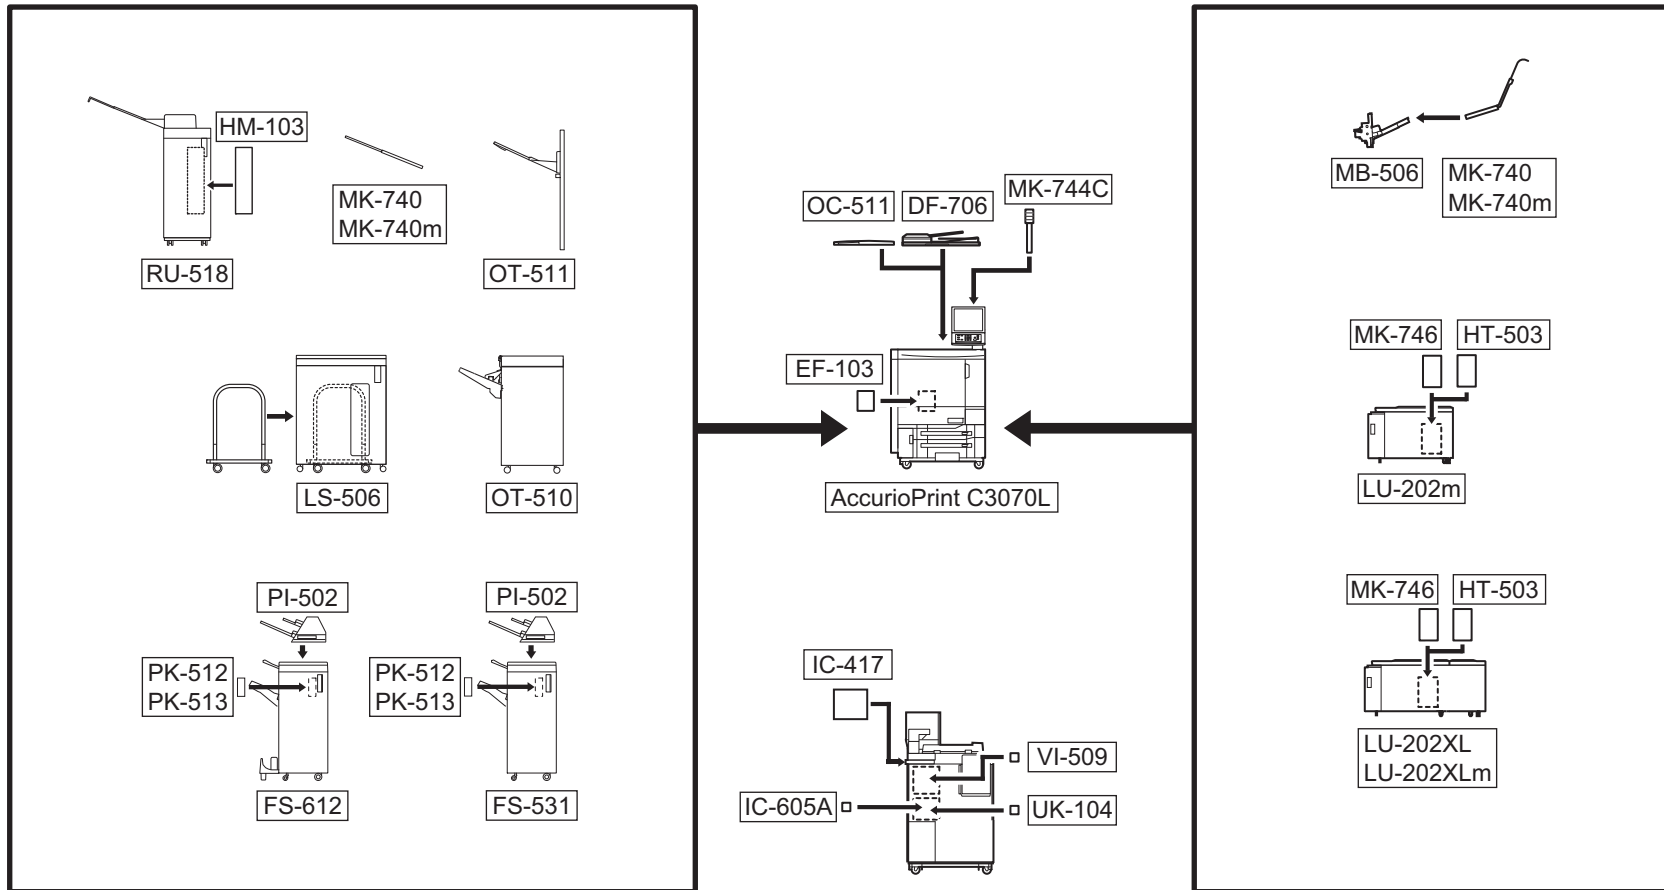 HM-103
MK-740
MK-740m
RU-518
OT-511
LS-506
OT-510
PI-502
PI-502
PK-512
PK-513
PK-512
PK-513
FS-612
FS-531
MK-744C
OC-511
DF-706
EF-103
AccurioPrint C3070L
IC-417
VI-509
IC-605A
UK-104
MB-506
MK-740
MK-740m
MK-746
HT-503
LU-202m
MK-746
HT-503
LU-202XL
LU-202XLm